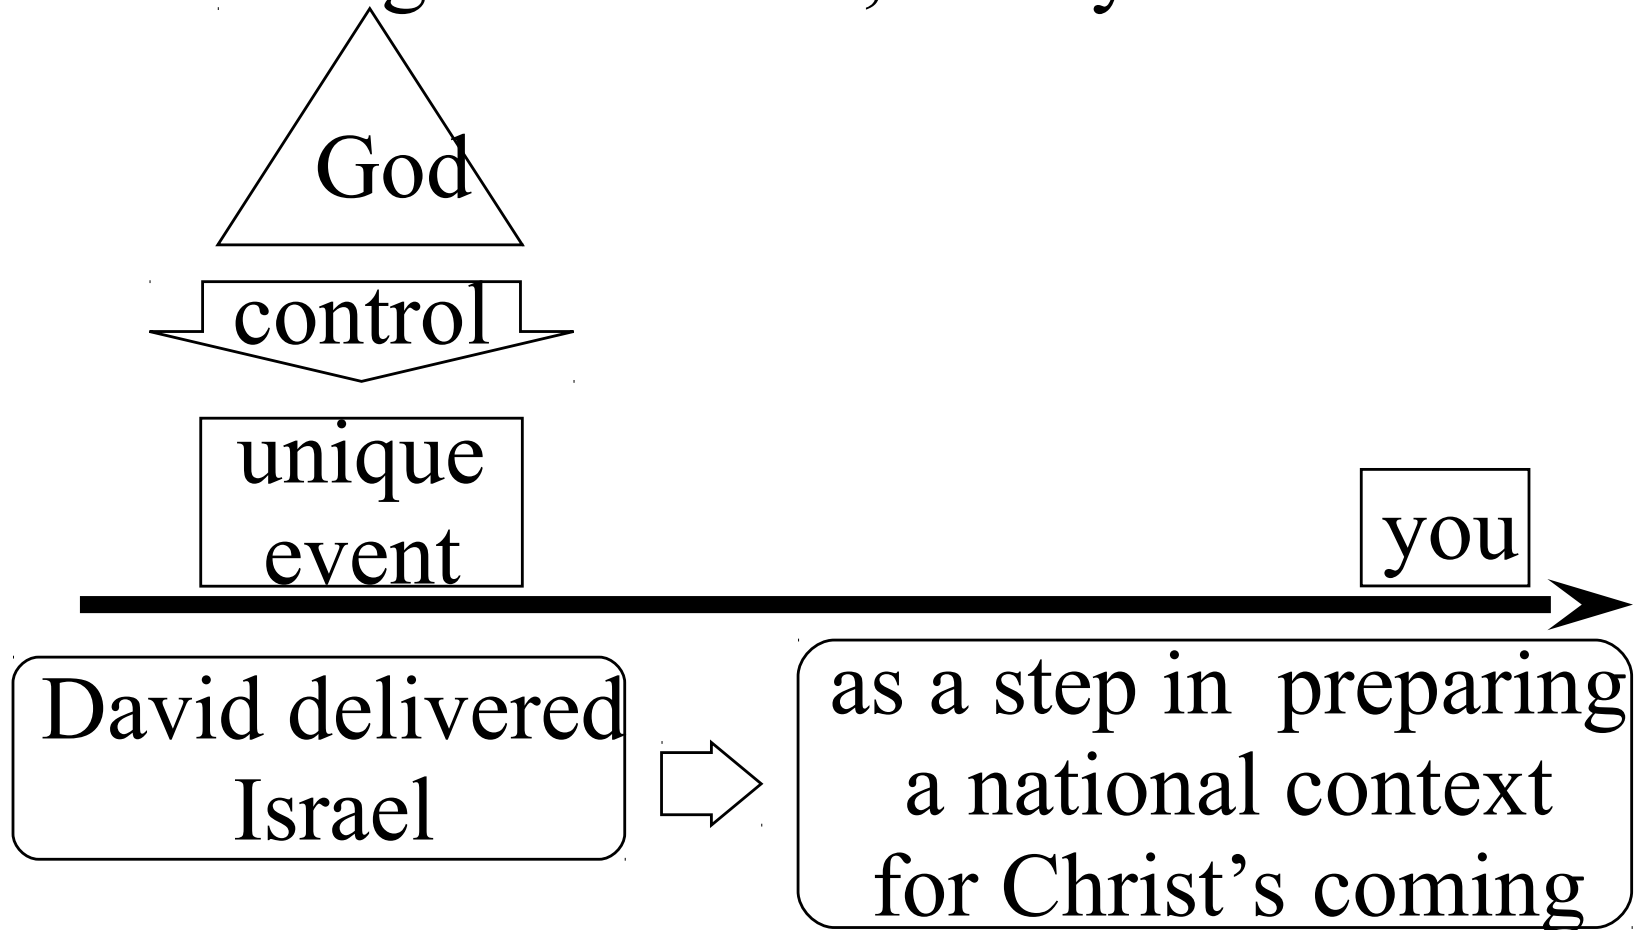 God
control
unique
event
you
David delivered
Israel
as a step in preparing
a national context
for Christ’s coming